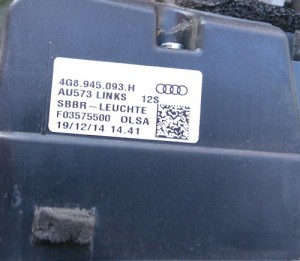 4G8.945.093.H
AU573 LINKS 12S
SBBR-LEUCHTE
F03575500 OLSA
19/12/14 14.41